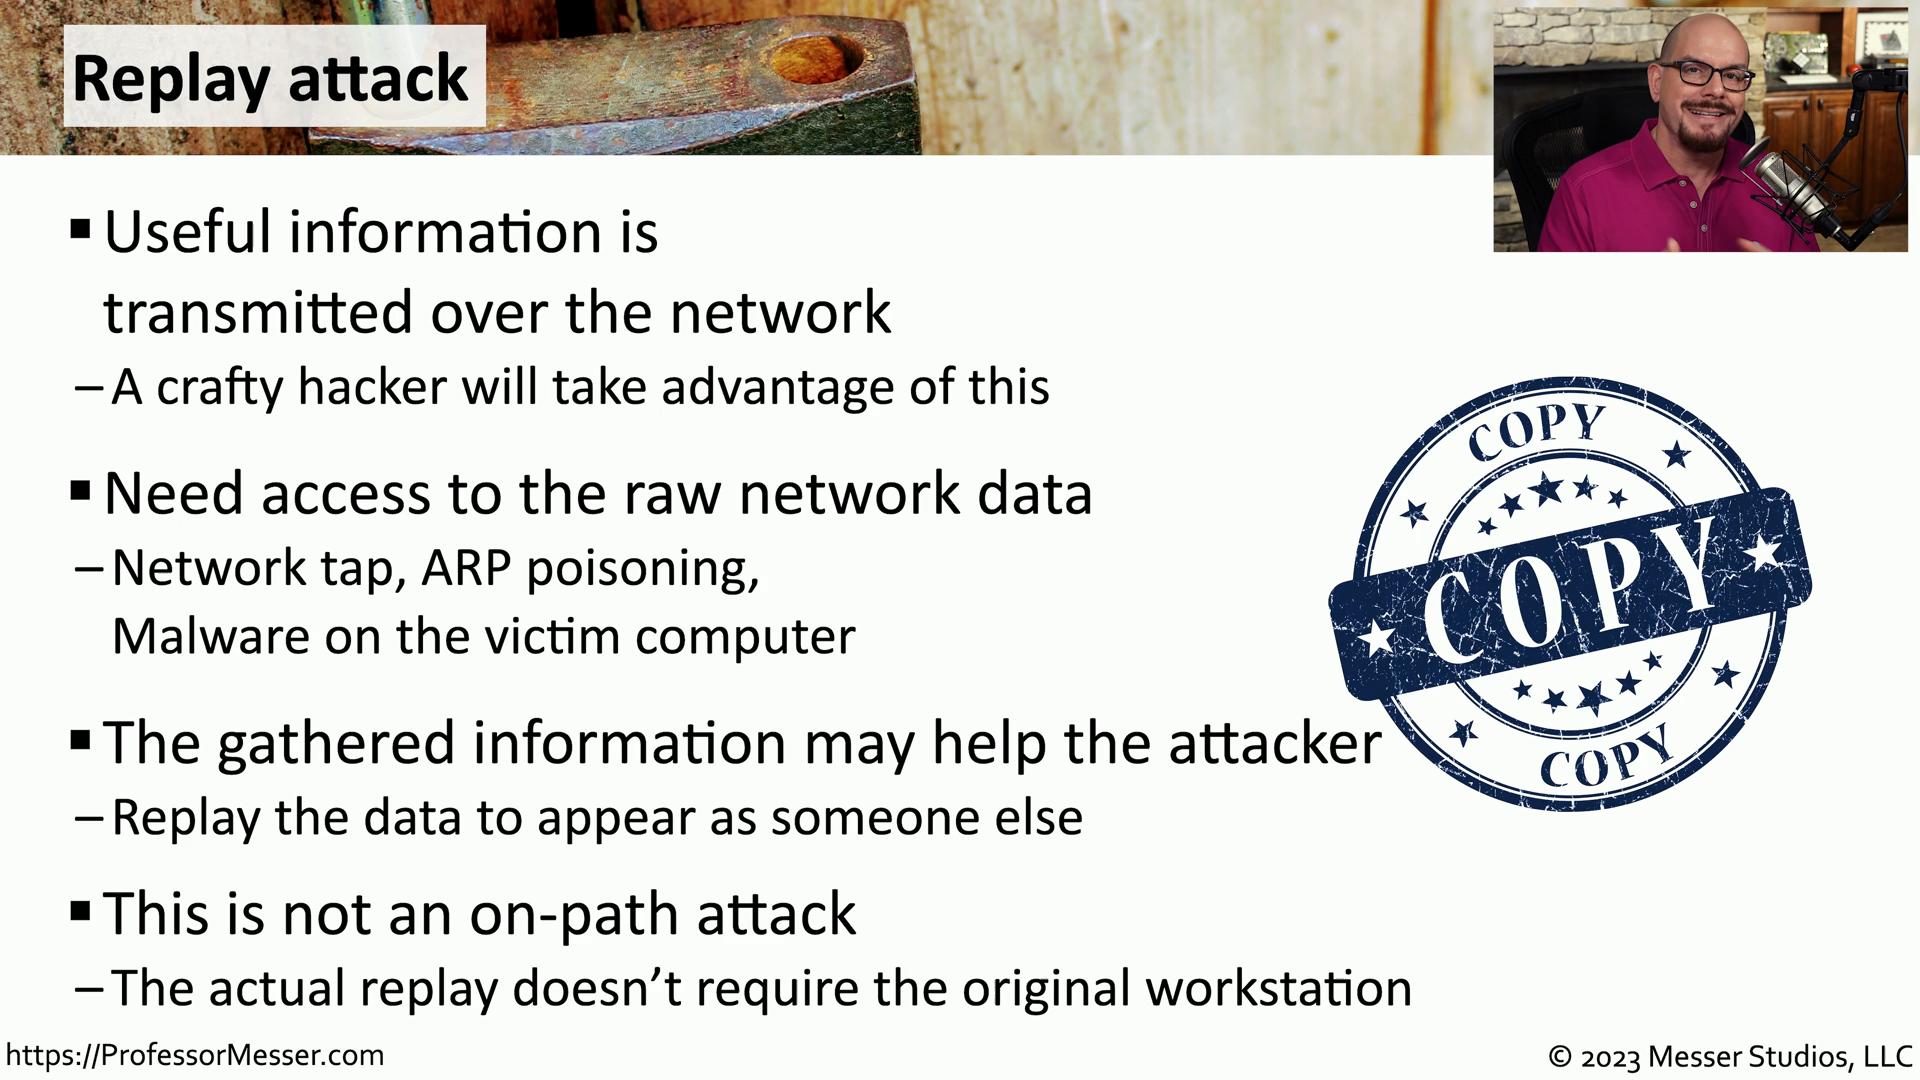 Replay attack
▪ Useful information is
transmitted over the network
– A crafty hacker will take advantage of this
▪ Need access to the raw network data
– Network tap, ARP poisoning,
Malware on the victim computer
▪ The gathered information may help the attacker
– Replay the data to appear as someone else
▪ This is not an on-path attack
– The actual replay doesn’t require the original workstation
COPY
COPY
COPY
https://ProfessorMesser.com
© 2023 Messer Studios, LLC